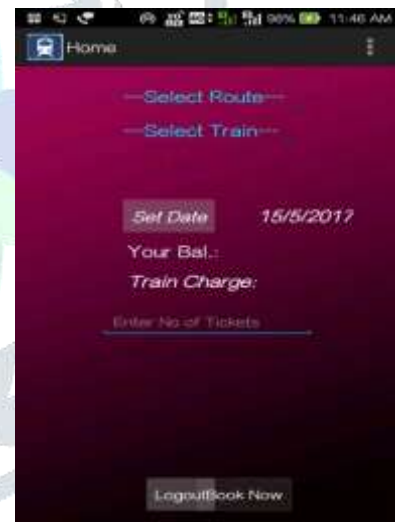 96% 11:46 AM
Home
---Select Route---
---Select Train---
Set Date 15/5/2017
Your Bal.:
Train Charge:
Enter No of Tickets
Logout Book Now